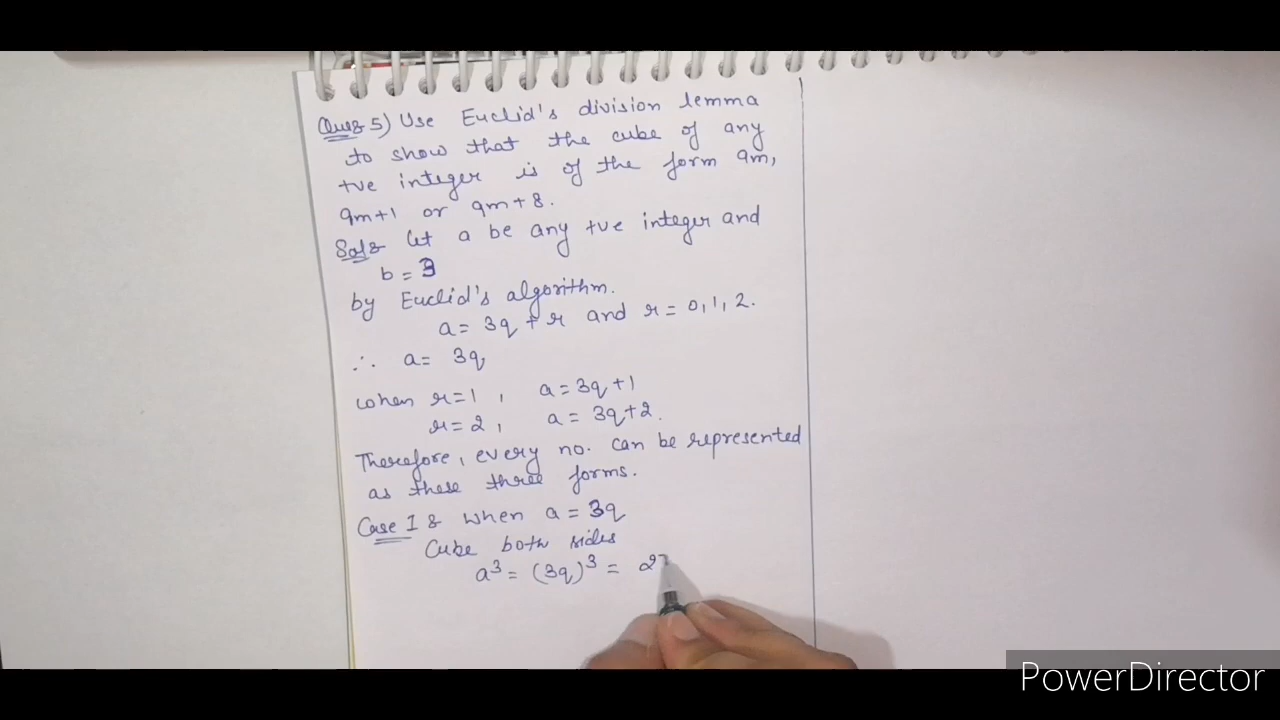 Ques 5) Use Euclid's division lemma
to show that the cube of any
+ve integer is of the form 9m,
9m+1 or 9m+8.
Sol: let a be any +ve integer and
b = 3
by Euclid's algorithm.
a = 3q + r and r = 0, 1, 2.
∴ a = 3q
when r=1, a = 3q+1
r=2, a = 3q+2.
Therefore, every no. can be represented
as these three forms.
Case I : when a = 3q
Cube both sides
a³ = (3q)³ = 27
PowerDirector